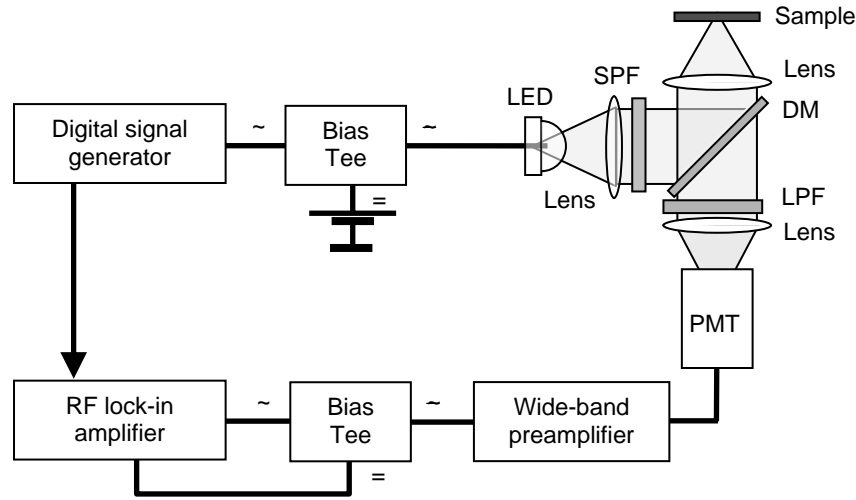 Sample
Lens
SPF
LED
DM
Digital signal
generator
~
Bias
Tee
~
=
Lens
LPF
Lens
PMT
RF lock-in
amplifier
~
Bias
Tee
~
Wide-band
preamplifier
=